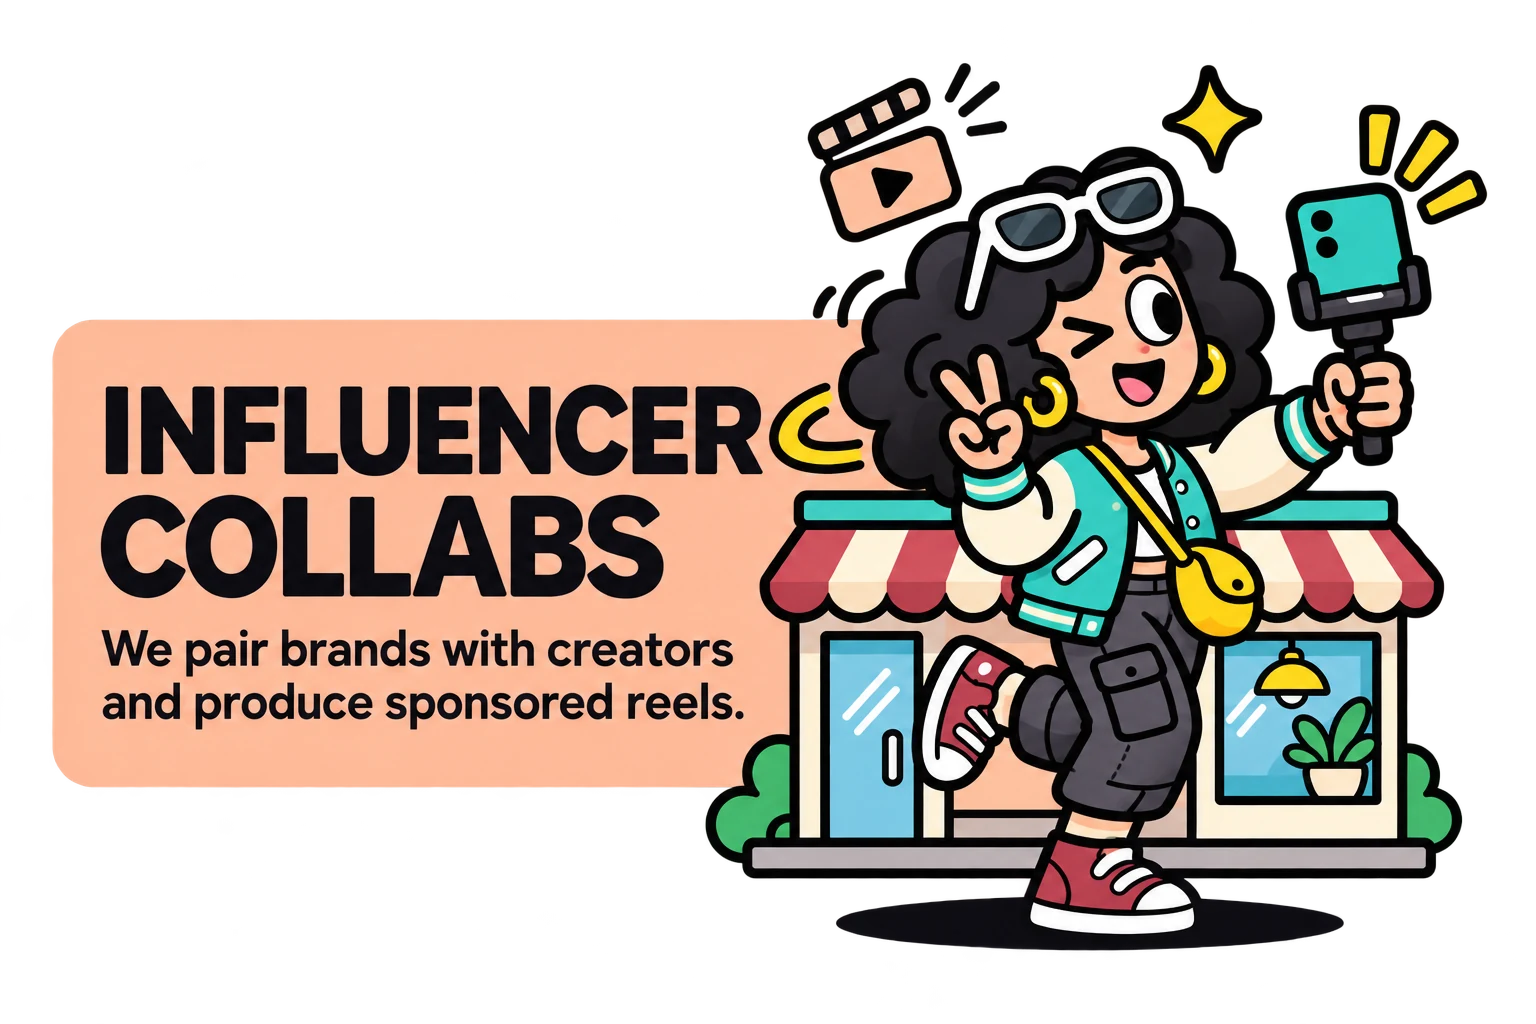 INFLUENCER
COLLABS
We pair brands with creators
and produce sponsored reels.